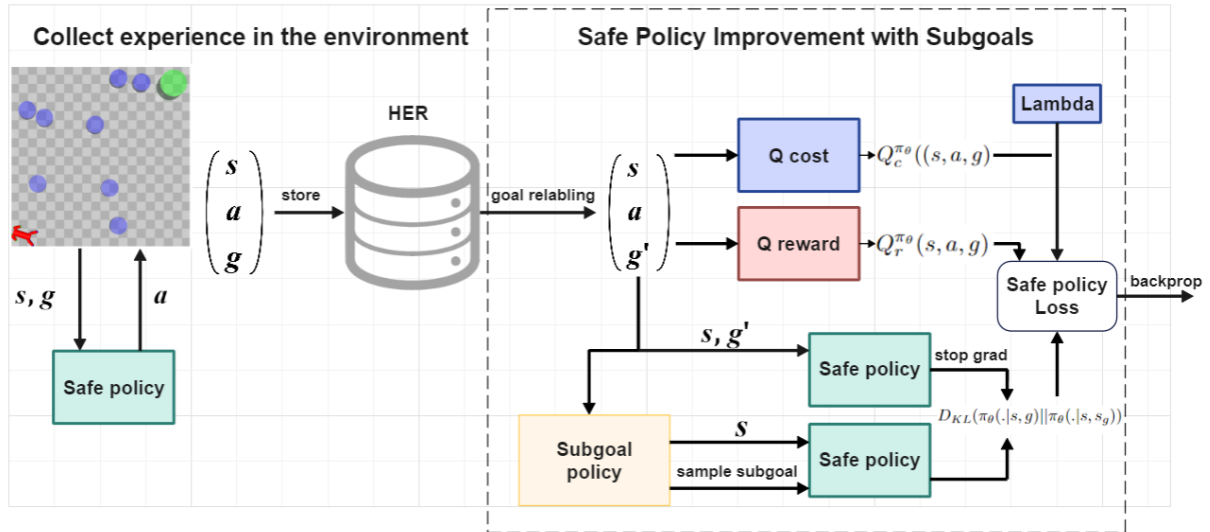 Collect experience in the environment
s, g
a
Safe policy
s
a
g
store
HER
goal relabling
Safe Policy Improvement with Subgoals
s
a
g'
Q cost
Q_c^{π_θ}((s, a, g)
Lambda
Q reward
Q_r^{π_θ}(s, a, g)
Safe policy
Loss
backprop
s, g'
Safe policy
stop grad
D_{KL}(π_θ(.|s, g)||π_θ(.|s, s_g))
Subgoal
policy
s
sample subgoal
Safe policy